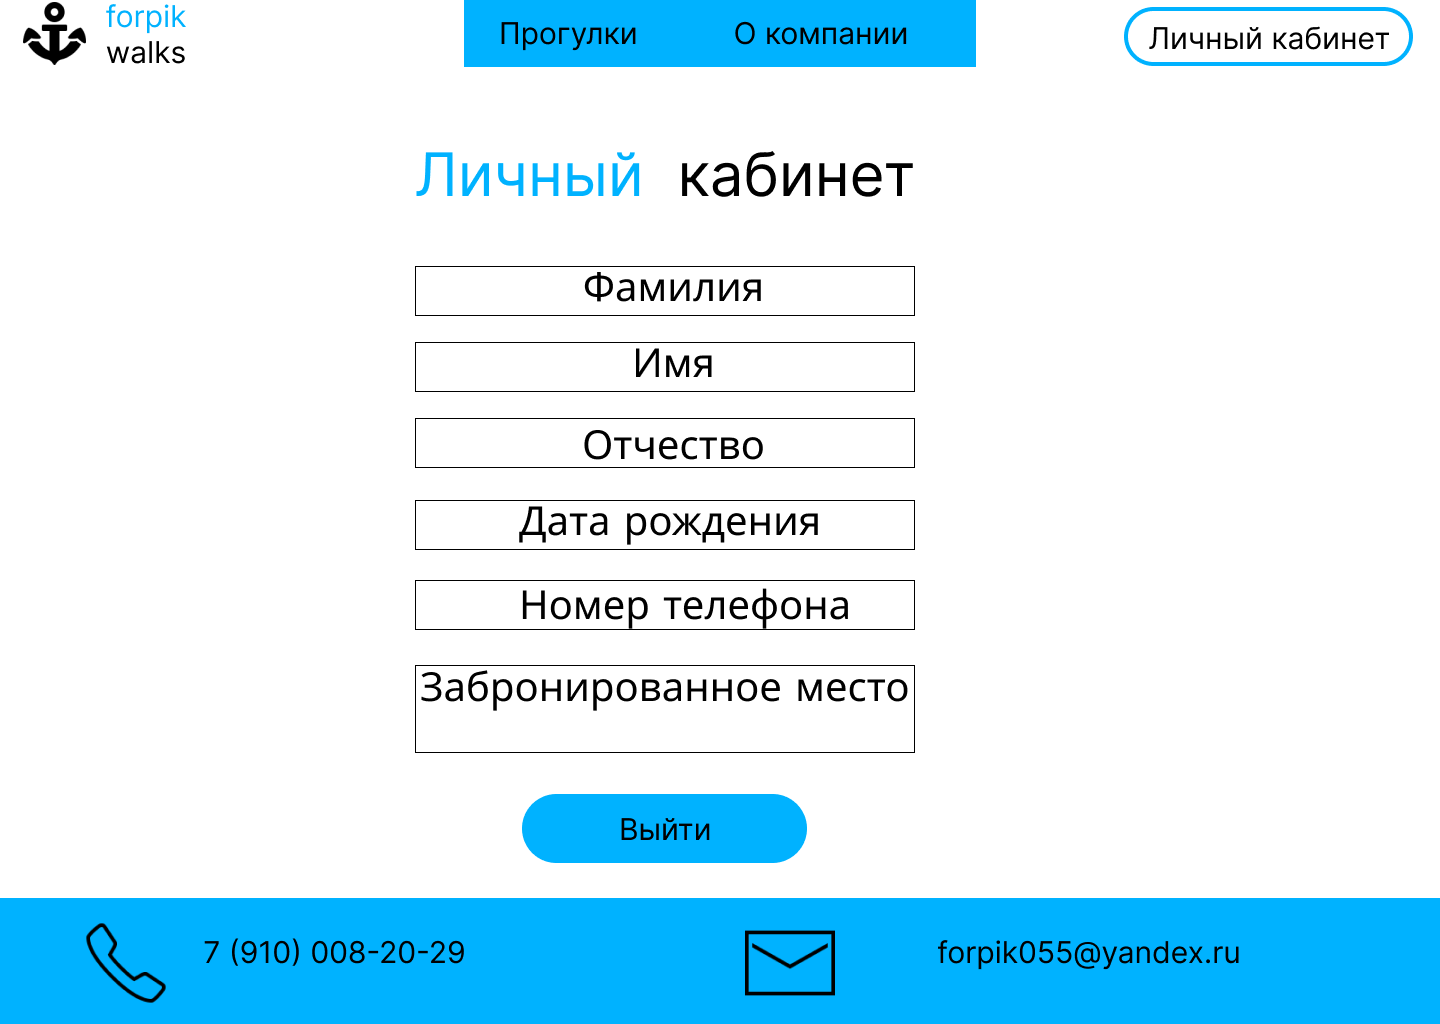 forpik
walks
Прогулки
О компании
Личный кабинет
Личный кабинет
Фамилия
Имя
Отчество
Дата рождения
Номер телефона
Забронированное место
Выйти
7 (910) 008-20-29
forpik055@yandex.ru